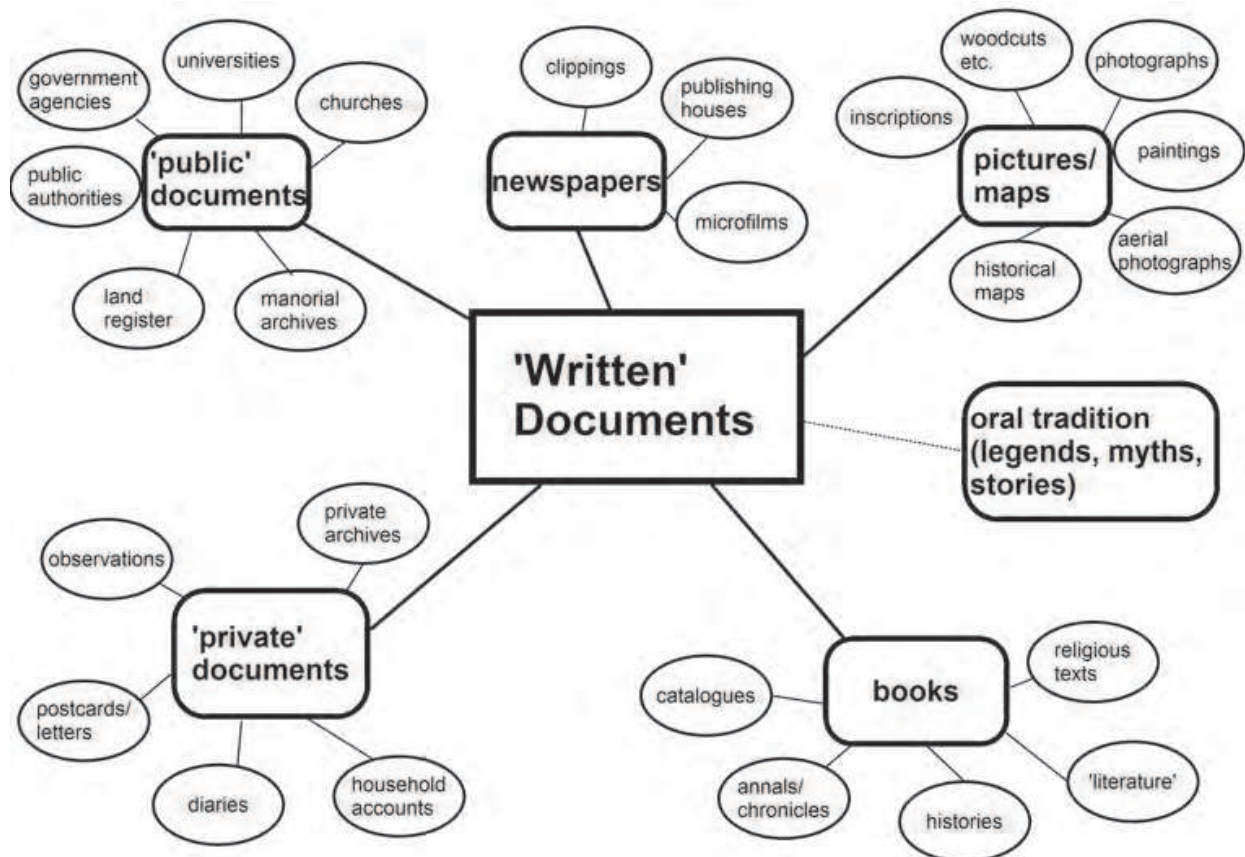 government
agencies
universities
churches
'public'
documents
public
authorities
land
register
manorial
archives
clippings
publishing
houses
newspapers
microfilms
woodcuts
etc.
photographs
inscriptions
pictures/
maps
paintings
historical
maps
aerial
photographs
'Written'
Documents
oral tradition
(legends, myths,
stories)
observations
private
archives
'private'
documents
postcards/
letters
diaries
household
accounts
catalogues
books
religious
texts
annals/
chronicles
histories
'literature'